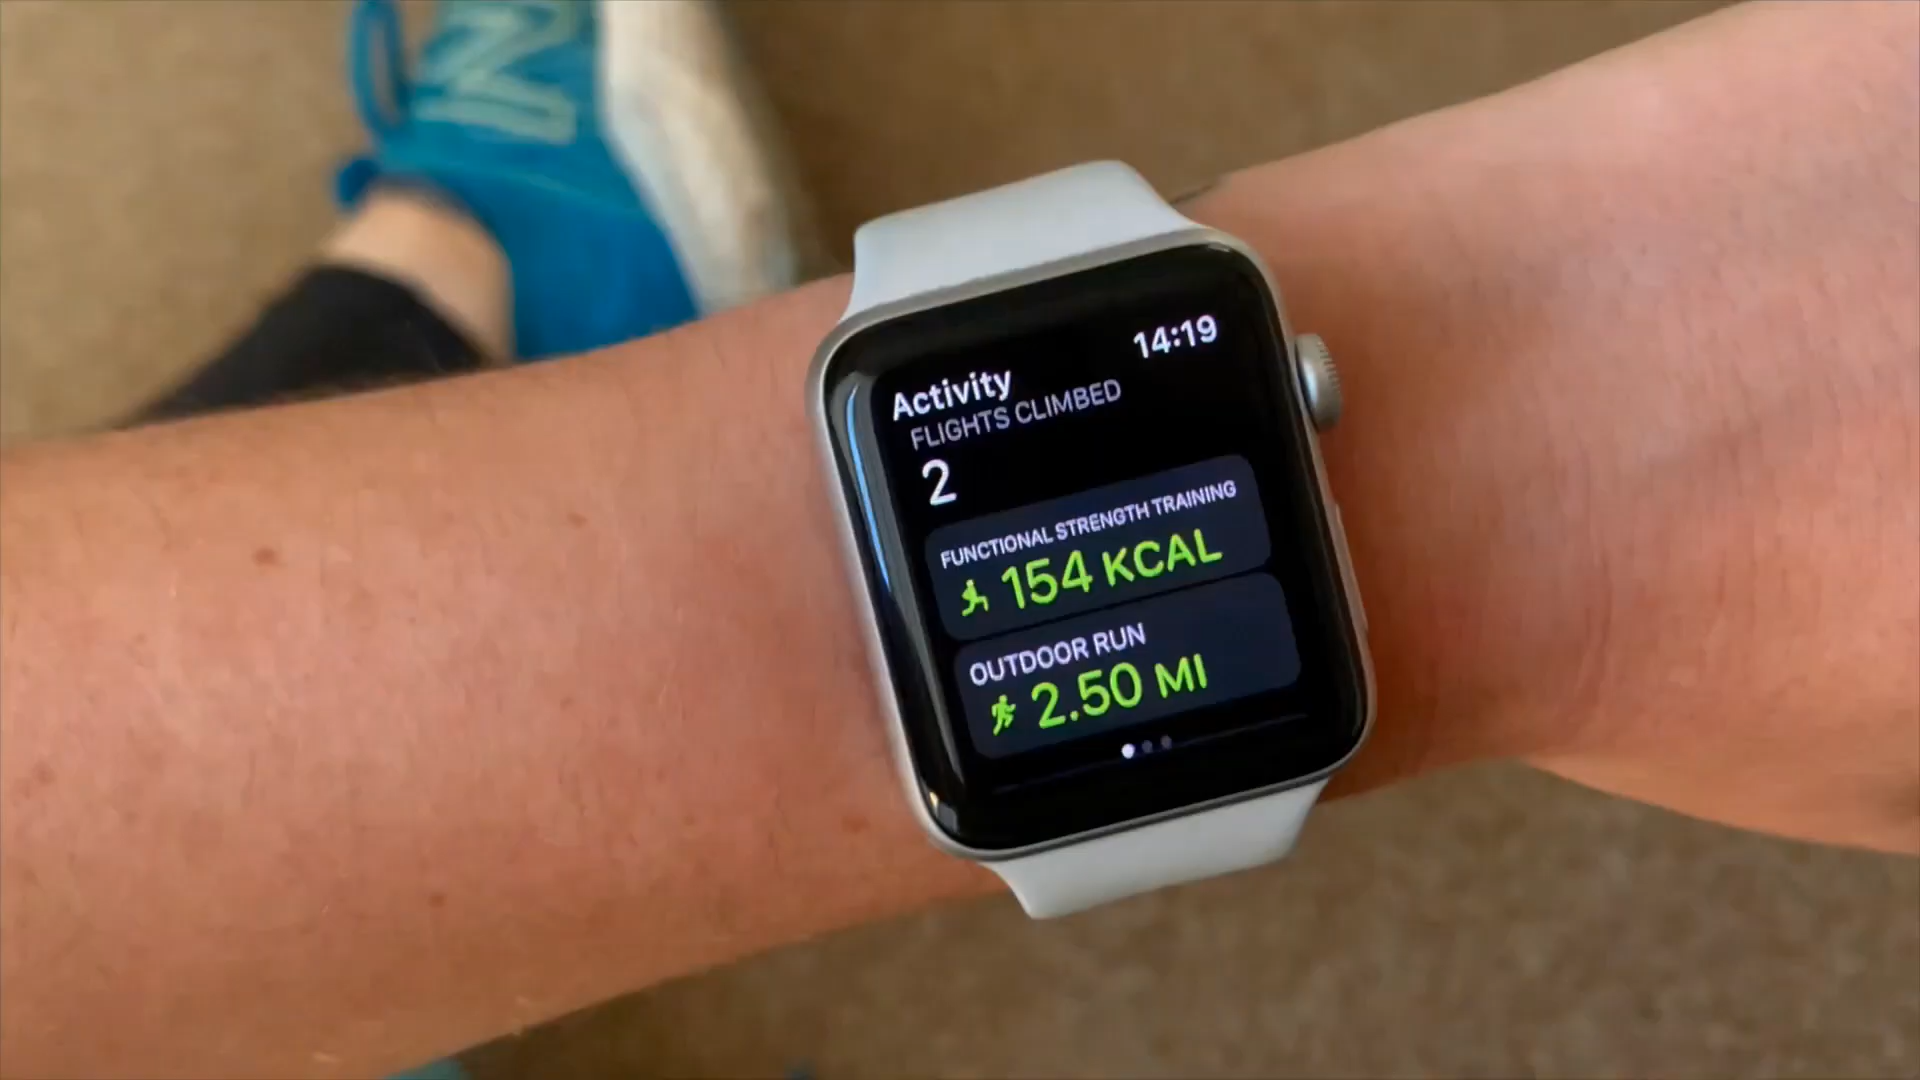 14:19
Activity
FLIGHTS CLIMBED
2
FUNCTIONAL STRENGTH TRAINING
154 KCAL
OUTDOOR RUN
2.50 MI